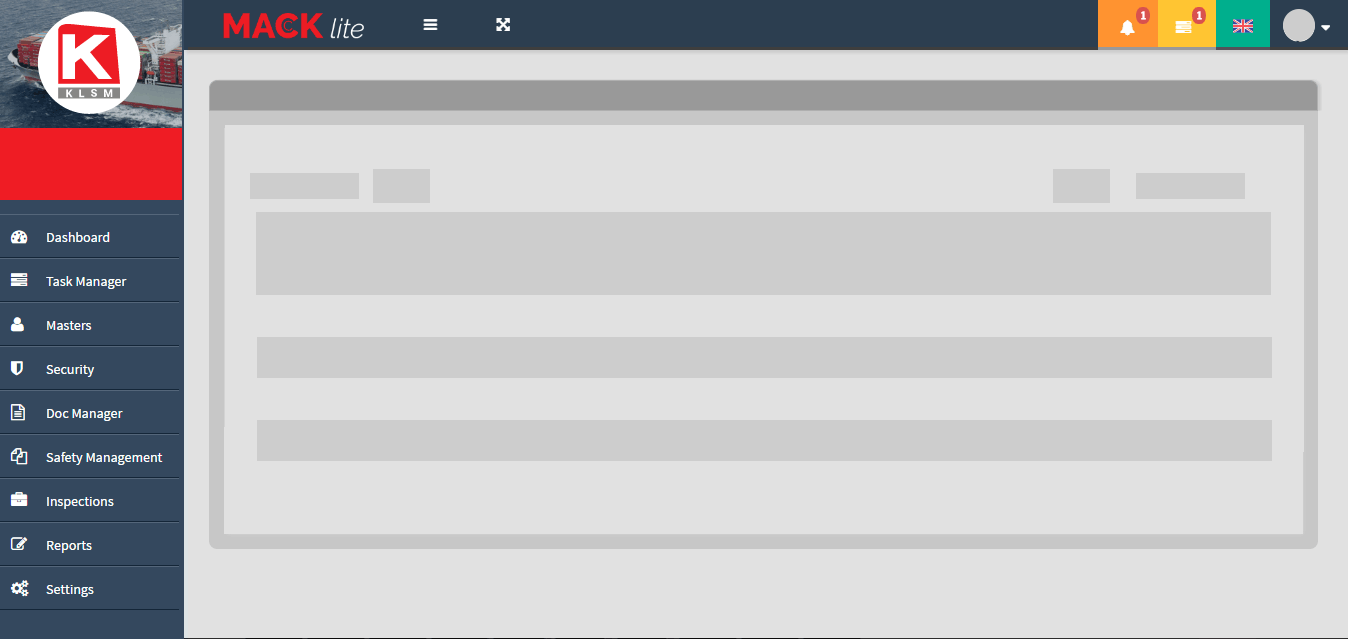 MACK lite
1
1
K
KLSM
Dashboard
Task Manager
Masters
Security
Doc Manager
Safety Management
Inspections
Reports
Settings